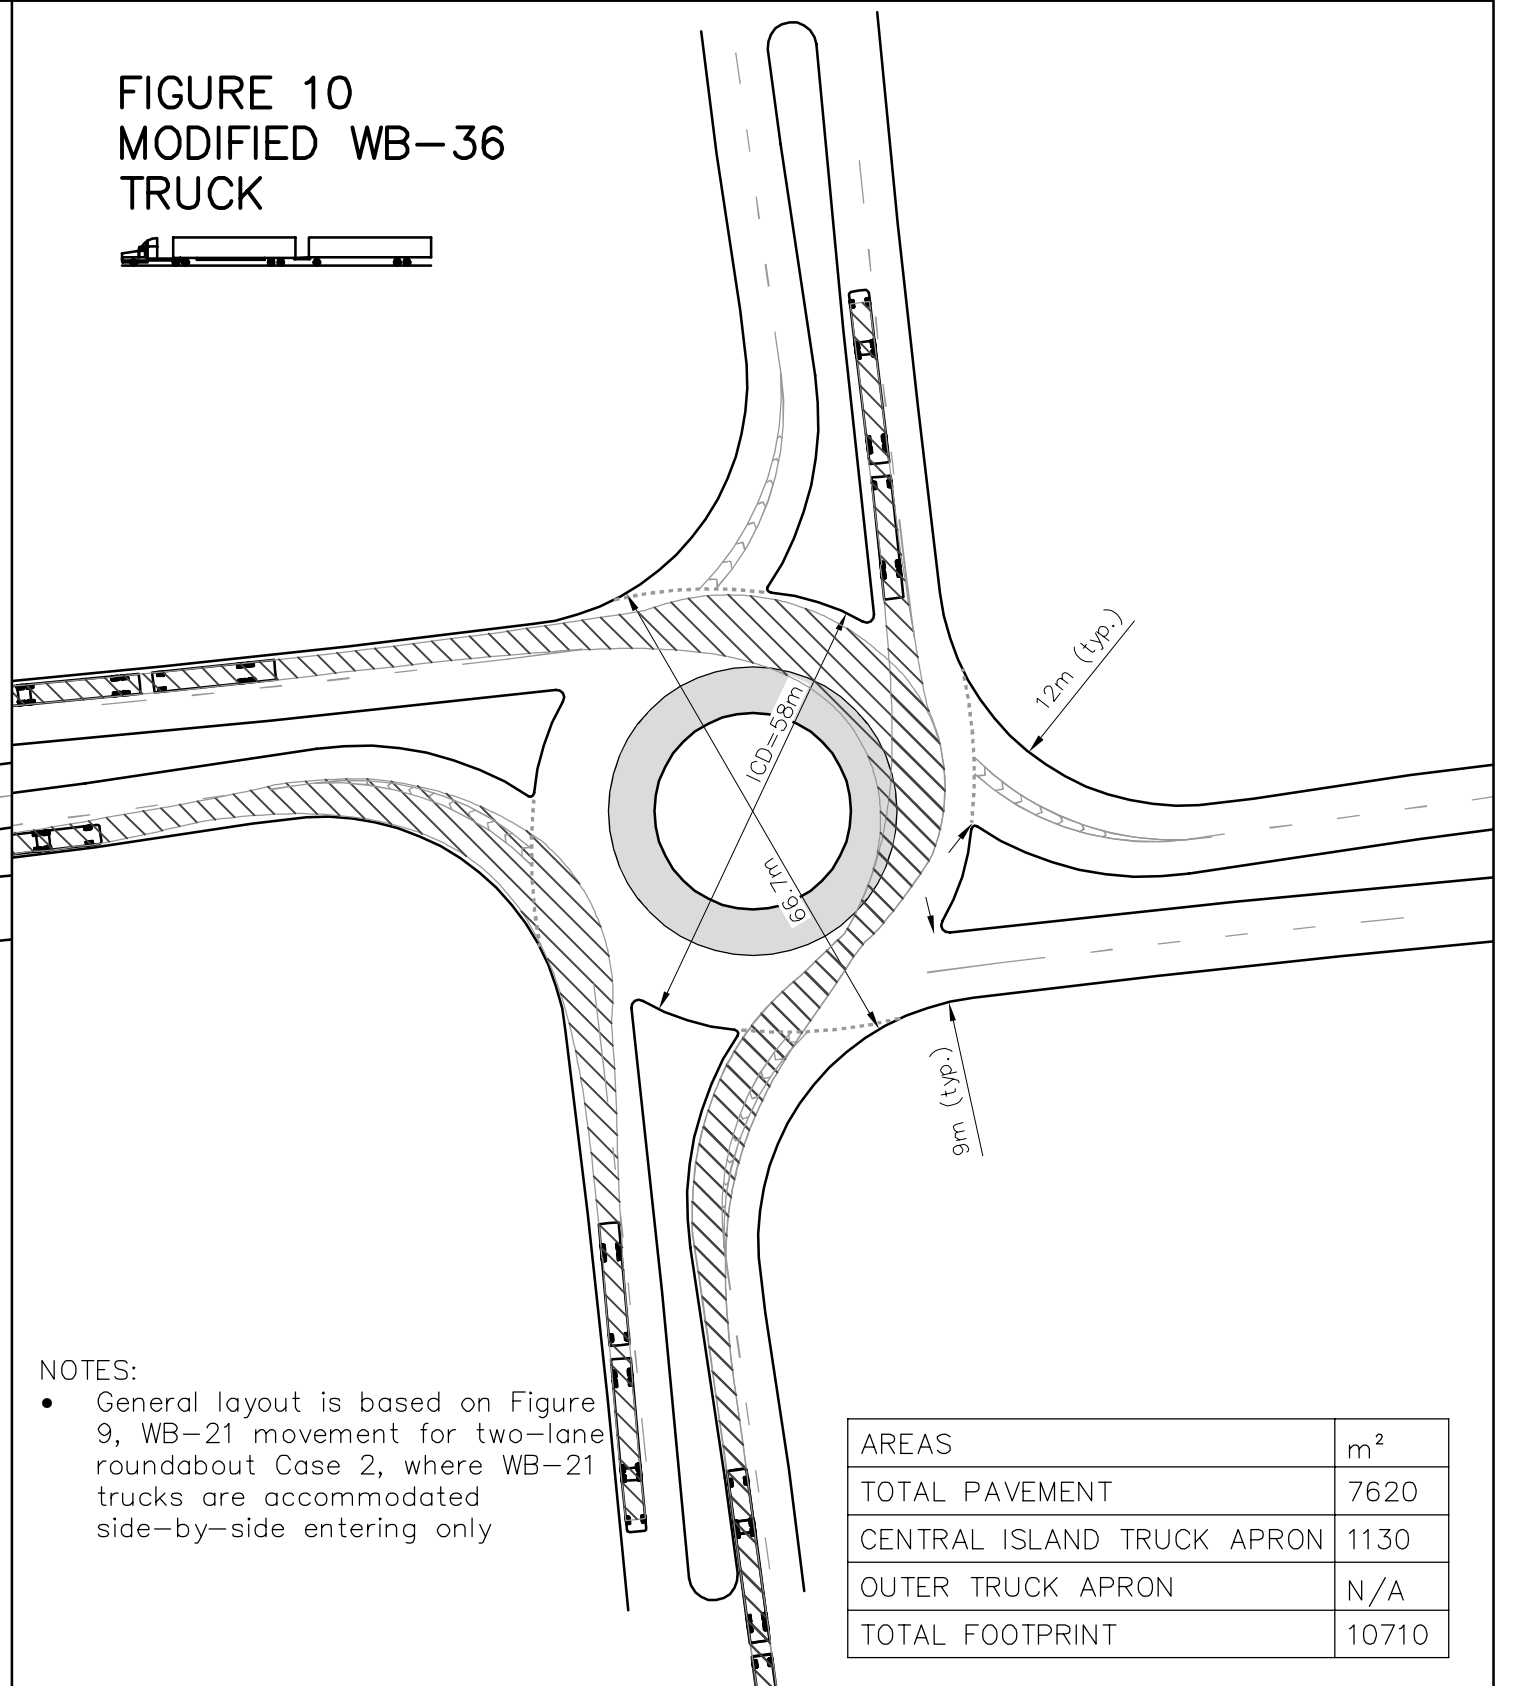 FIGURE 10
MODIFIED WB-36
TRUCK
12m (typ.)
ICD=58m
66.7m
9m (typ.)
NOTES:
• General layout is based on Figure
9, WB-21 movement for two-lane
roundabout Case 2, where WB-21
trucks are accommodated
side-by-side entering only
AREAS m²
TOTAL PAVEMENT 7620
CENTRAL ISLAND TRUCK APRON 1130
OUTER TRUCK APRON N/A
TOTAL FOOTPRINT 10710